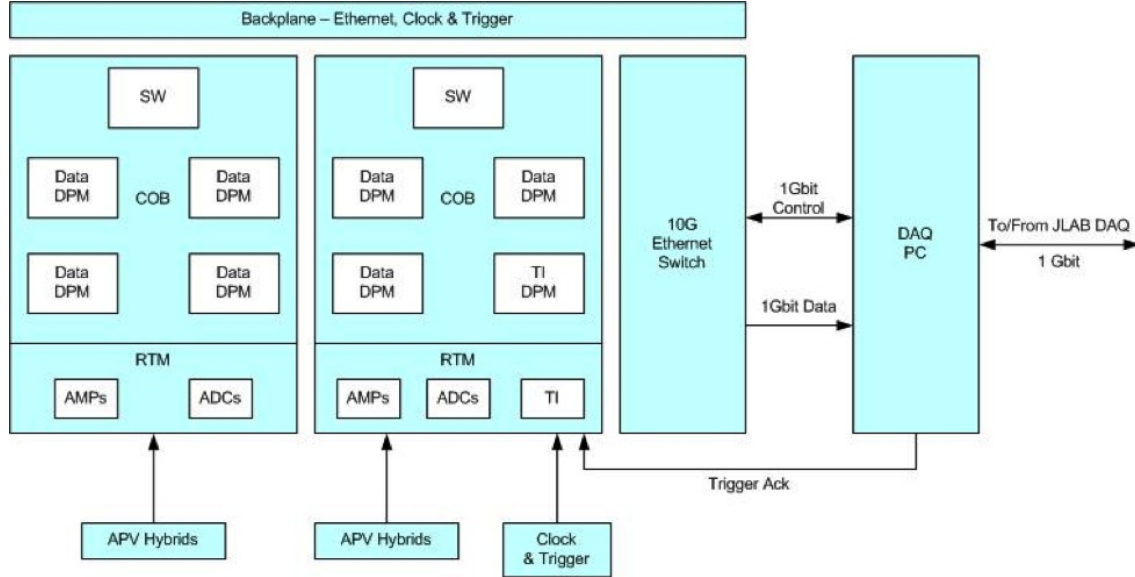 Backplane – Ethernet, Clock & Trigger
SW
Data
DPM
Data
DPM
COB
Data
DPM
Data
DPM
RTM
AMPs
ADCs
SW
Data
DPM
Data
DPM
COB
Data
DPM
TI
DPM
RTM
AMPs
ADCs
TI
10G
Ethernet
Switch
1Gbit
Control
1Gbit Data
DAQ
PC
To/From JLAB DAQ
1 Gbit
Trigger Ack
APV Hybrids
APV Hybrids
Clock
& Trigger